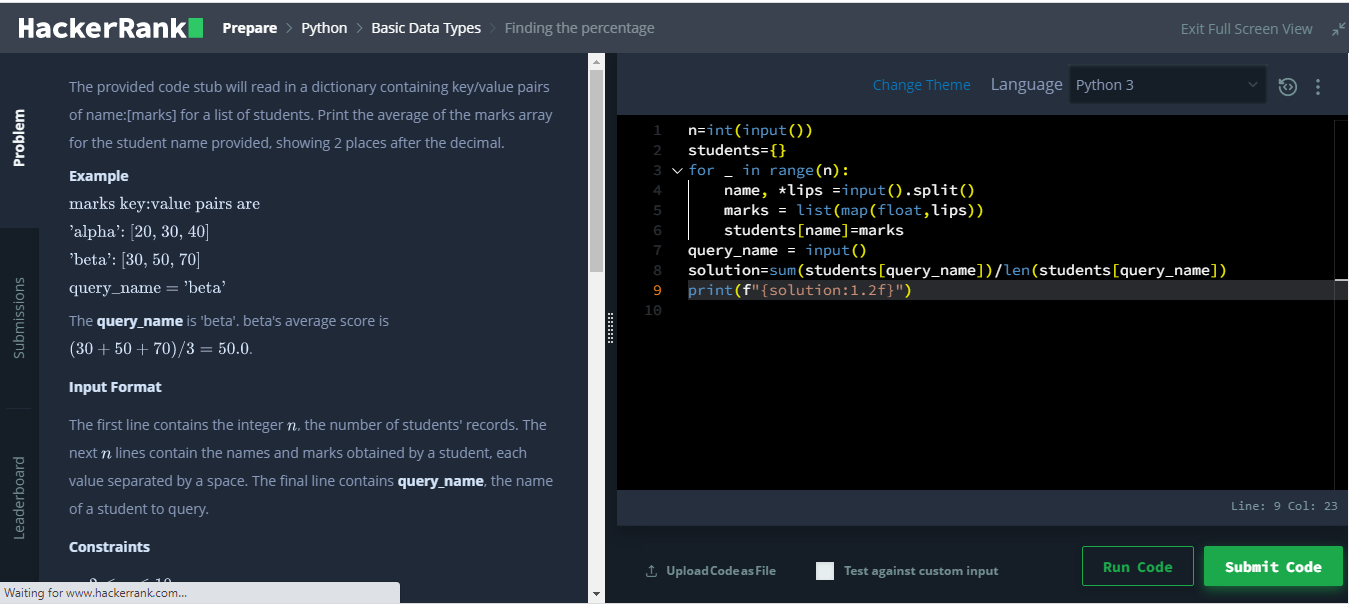 HackerRank
Prepare > Python > Basic Data Types > Finding the percentage
Exit Full Screen View
Problem
Submissions
Leaderboard
The provided code stub will read in a dictionary containing key/value pairs
of name:[marks] for a list of students. Print the average of the marks array
for the student name provided, showing 2 places after the decimal.
Example
marks key:value pairs are
'alpha': [20, 30, 40]
'beta': [30, 50, 70]
query_name = 'beta'
The query_name is 'beta'. beta's average score is
(30 + 50 + 70)/3 = 50.0.
Input Format
The first line contains the integer n, the number of students' records. The
next n lines contain the names and marks obtained by a student, each
value separated by a space. The final line contains query_name, the name
of a student to query.
Constraints
Waiting for www.hackerrank.com...
Change Theme
Language
Python 3
1 n=int(input())
2 students={}
3 for _ in range(n):
4     name, *lips =input().split()
5     marks = list(map(float,lips))
6     students[name]=marks
7 query_name = input()
8 solution=sum(students[query_name])/len(students[query_name])
9 print(f"{solution:1.2f}")
10
Line: 9 Col: 23
Upload Code as File
Test against custom input
Run Code
Submit Code